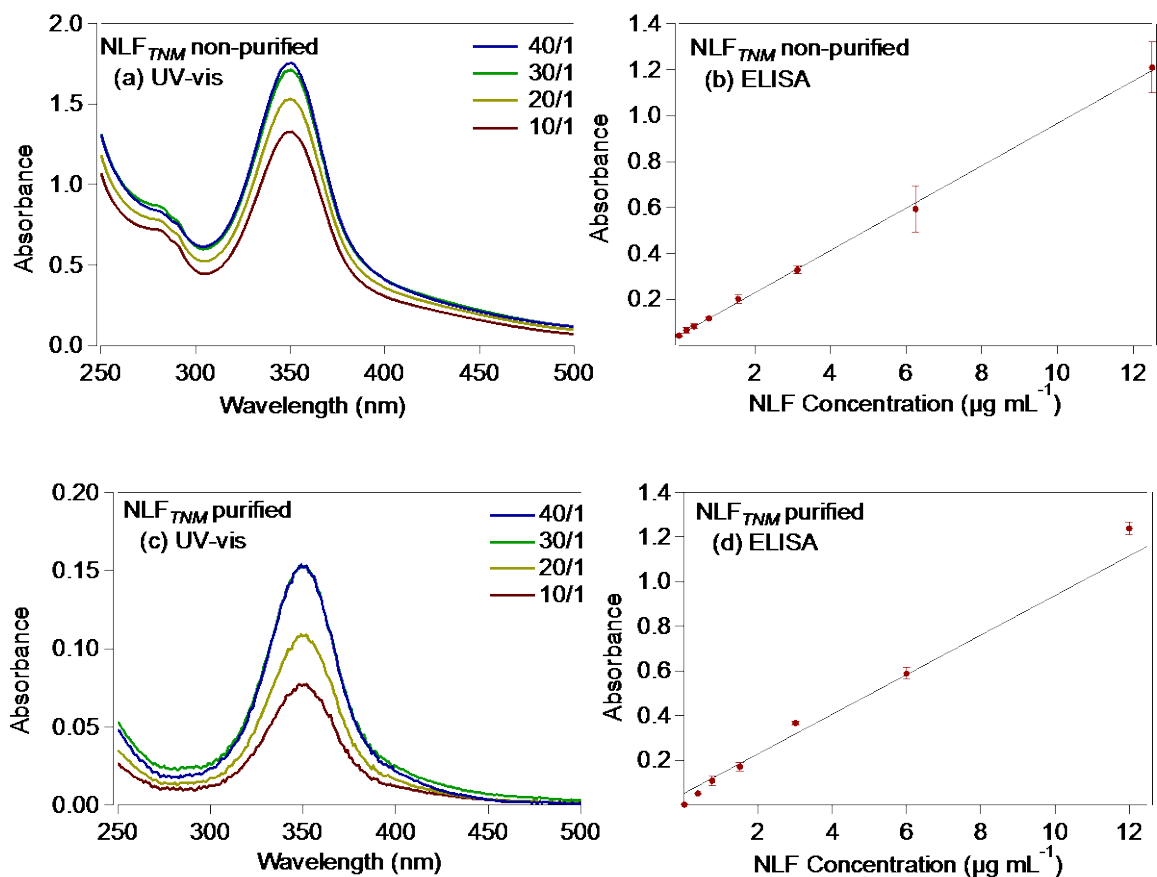 NLFTNM non-purified
(a) UV-vis
40/1
30/1
20/1
10/1
2.0
1.5
1.0
0.5
0.0
Absorbance
250 300 350 400 450 500
Wavelength (nm)
NLFTNM non-purified
(b) ELISA
1.4
1.2
1.0
0.8
0.6
0.4
0.2
Absorbance
2 4 6 8 10 12
NLF Concentration (µg mL⁻¹)
NLFTNM purified
(c) UV-vis
40/1
30/1
20/1
10/1
0.20
0.15
0.10
0.05
0.00
Absorbance
250 300 350 400 450 500
Wavelength (nm)
NLFTNM purified
(d) ELISA
1.4
1.2
1.0
0.8
0.6
0.4
0.2
Absorbance
2 4 6 8 10 12
NLF Concentration (µg mL⁻¹)